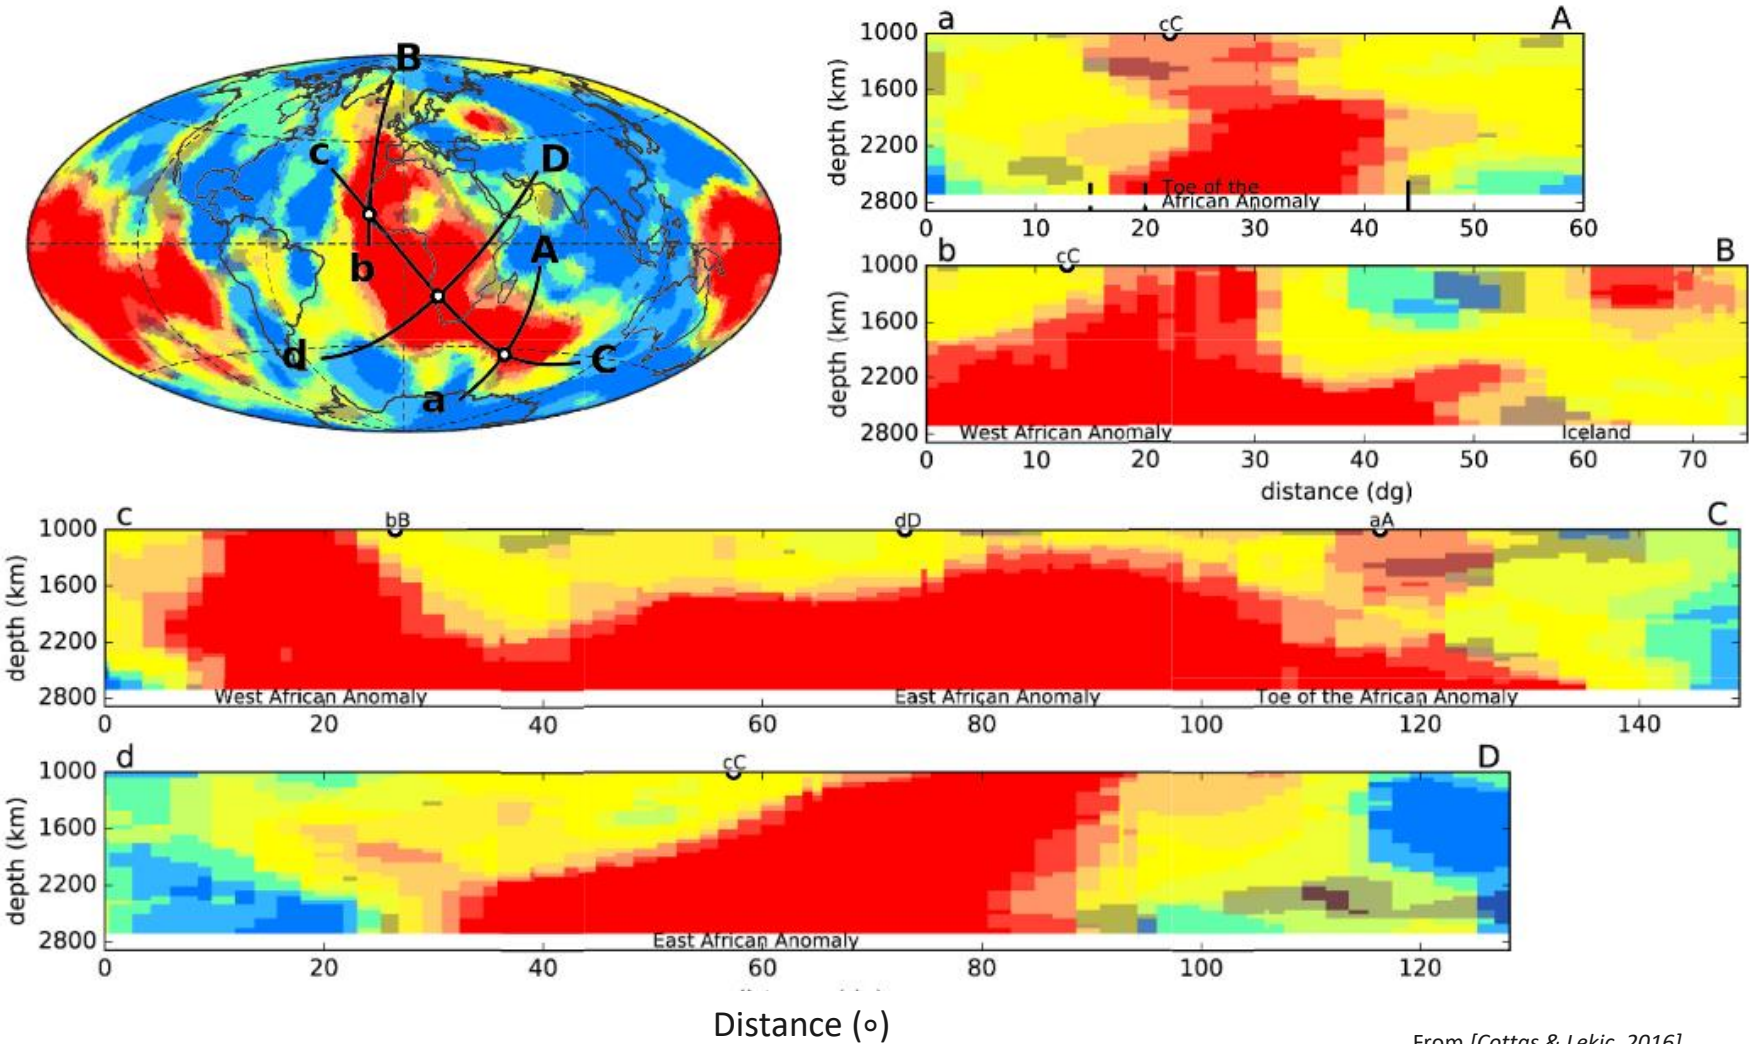 B
c
D
A
b
d
C
a
a
cC
A
1000
1600
2200
2800
depth (km)
Toe of the
African Anomaly
0 10 20 30 40 50 60
b
cC
B
1000
1600
2200
2800
depth (km)
West African Anomaly
Iceland
0 10 20 30 40 50 60 70
distance (dg)
c
bB
dD
aA
C
1000
1600
2200
2800
depth (km)
West African Anomaly
East African Anomaly
Toe of the African Anomaly
0 20 40 60 80 100 120 140
d
cC
D
1000
1600
2200
2800
depth (km)
East African Anomaly
0 20 40 60 80 100 120
Distance (∘)
From [Cottas & Lekic, 2016]